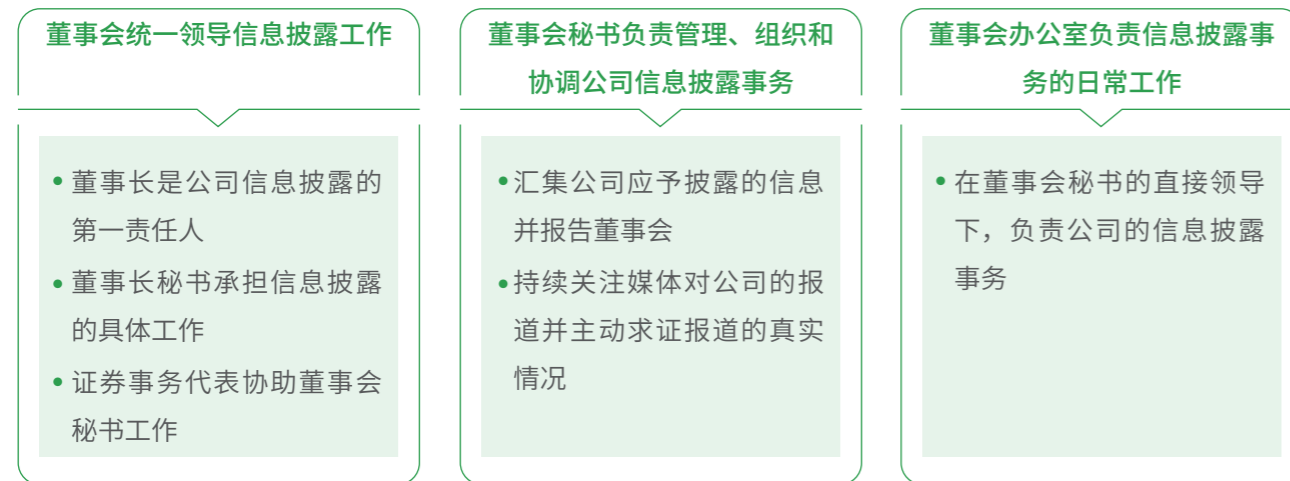 董事会统一领导信息披露工作
• 董事长是公司信息披露的
第一责任人
• 董事长秘书承担信息披露
的具体工作
• 证券事务代表协助董事会
秘书工作
董事会秘书负责管理、组织和
协调公司信息披露事务
• 汇集公司应予披露的信息
并报告董事会
• 持续关注媒体对公司的报
道并主动求证报道的真实
情况
董事会办公室负责信息披露事
务的日常工作
• 在董事会秘书的直接领导
下，负责公司的信息披露
事务